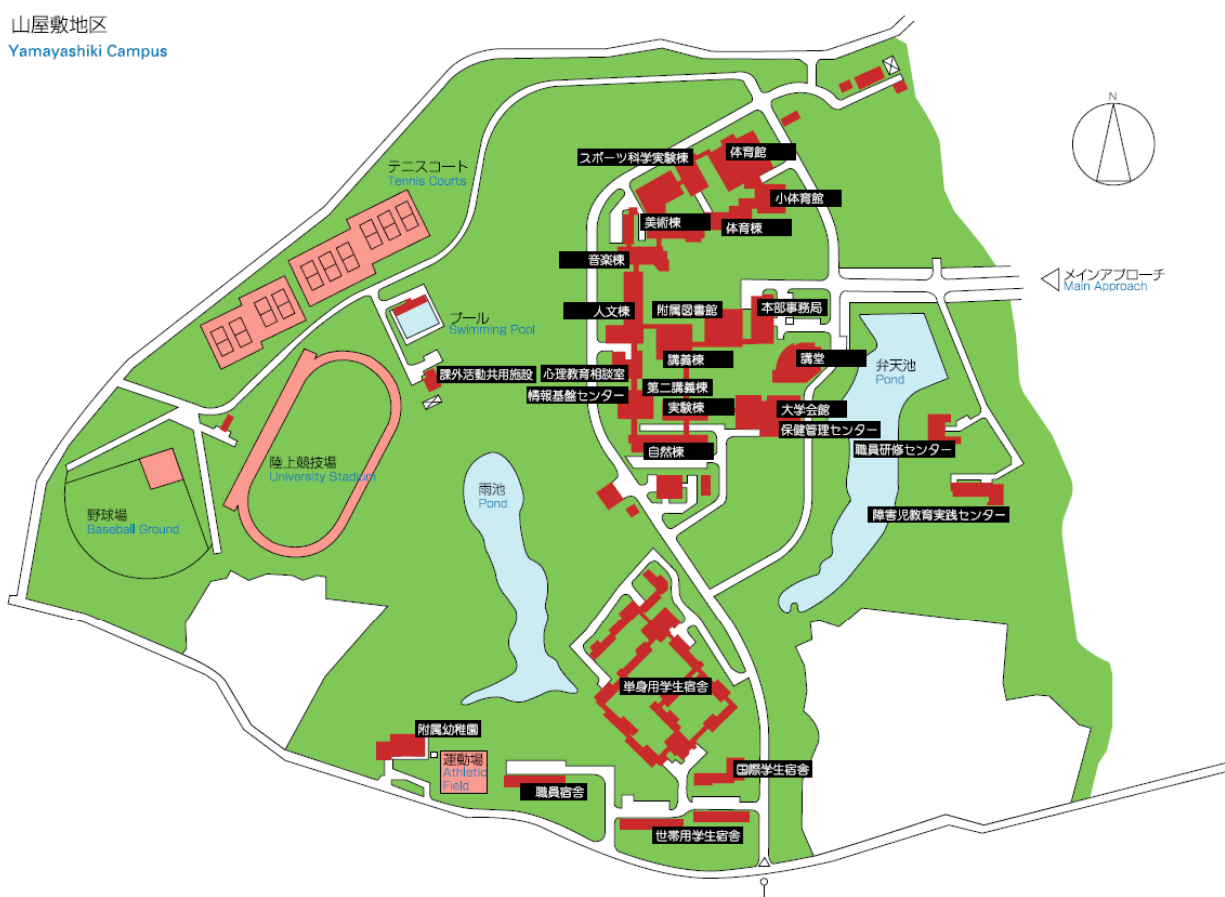 山屋敷地区
Yamayashiki Campus
N
スポーツ科学実験棟
体育館
テニスコート
Tennis Courts
小体育館
美術棟
体育棟
音楽棟
メインアプローチ
Main Approach
人文棟
附属図書館
本部事務局
プール
Swimming Pool
講義棟
講堂
弁天池
Pond
課外活動共用施設
心理教育相談室
第二講義棟
情報基盤センター
実験棟
大学会館
保健管理センター
職員研修センター
自然棟
陸上競技場
University Stadium
雨池
Pond
野球場
Baseball Ground
障害児教育実践センター
単身用学生宿舎
附属幼稚園
運動場
Athletic
Field
国際学生宿舎
職員宿舎
世帯用学生宿舎